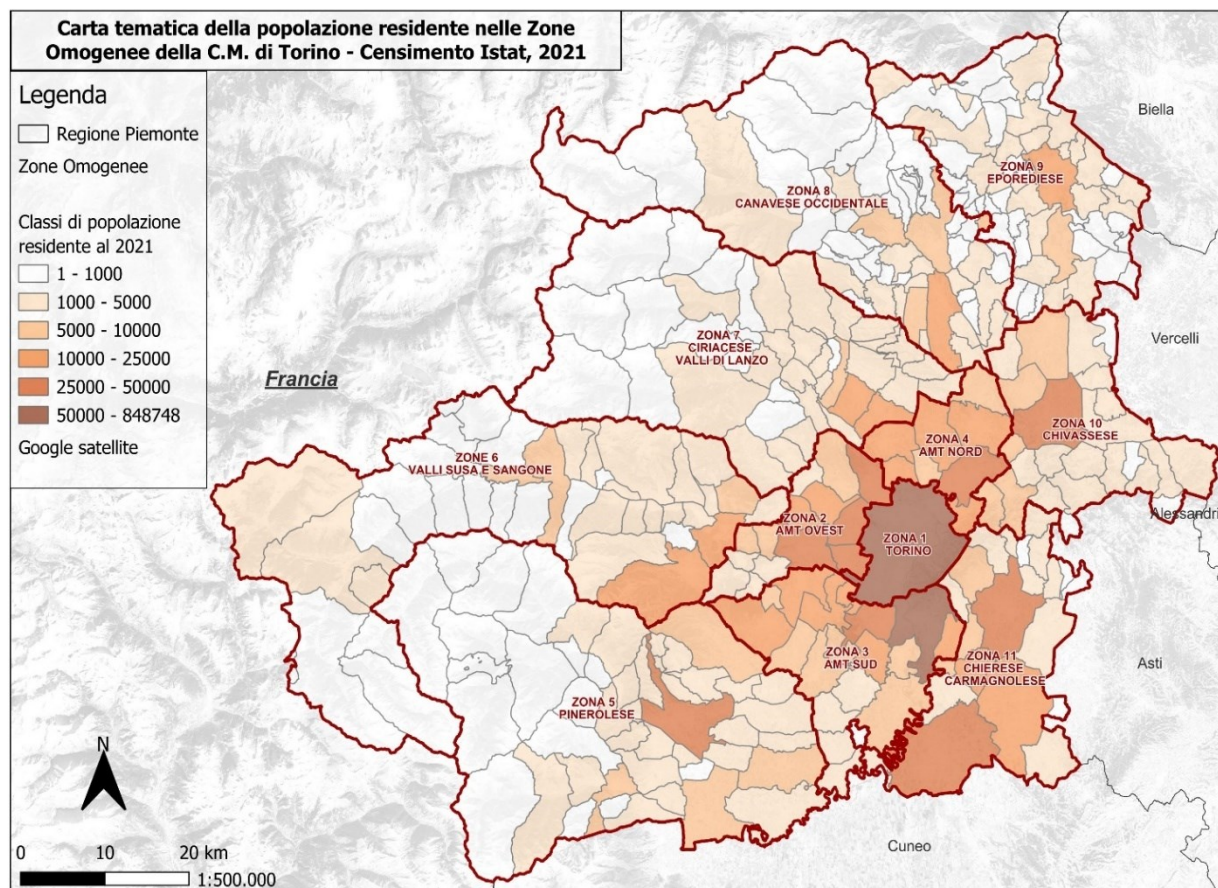 Carta tematica della popolazione residente nelle Zone
Omogenee della C.M. di Torino - Censimento Istat, 2021
Legenda
Regione Piemonte
Zone Omogenee
Classi di popolazione
residente al 2021
1 - 1000
1000 - 5000
5000 - 10000
10000 - 25000
25000 - 50000
50000 - 848748
Google satellite
Biella
ZONA 9
EPOREDIESE
ZONA 8
CANAVESE OCCIDENTALE
Vercelli
ZONA 7
CIRIACESE
VALLI DI LANZO
Francia
ZONA 10
CHIVASSESE
ZONA 4
AMT NORD
ZONE 6
VALLI SUSA E SANGONE
Alessandri
ZONA 2
AMT OVEST
ZONA 1
TORINO
ZONA 3
AMT SUD
ZONA 11
CHIERESE
CARMAGNOLESE
Asti
ZONA 5
PINEROLESE
Cuneo
N
0 10 20 km
1:500.000